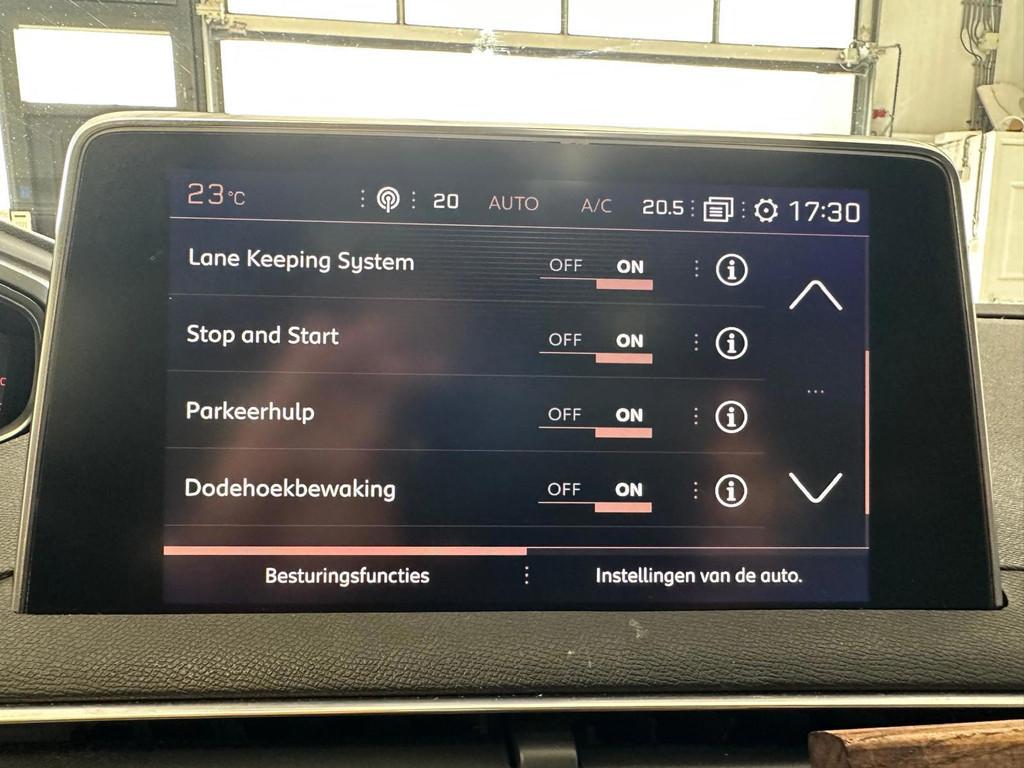 23°C 20 AUTO A/C 20.5 17:30
Lane Keeping System OFF ON i
Stop and Start OFF ON i
Parkeerhulp OFF ON i
Dodehoekbewaking OFF ON i
Besturingsfuncties Instellingen van de auto.